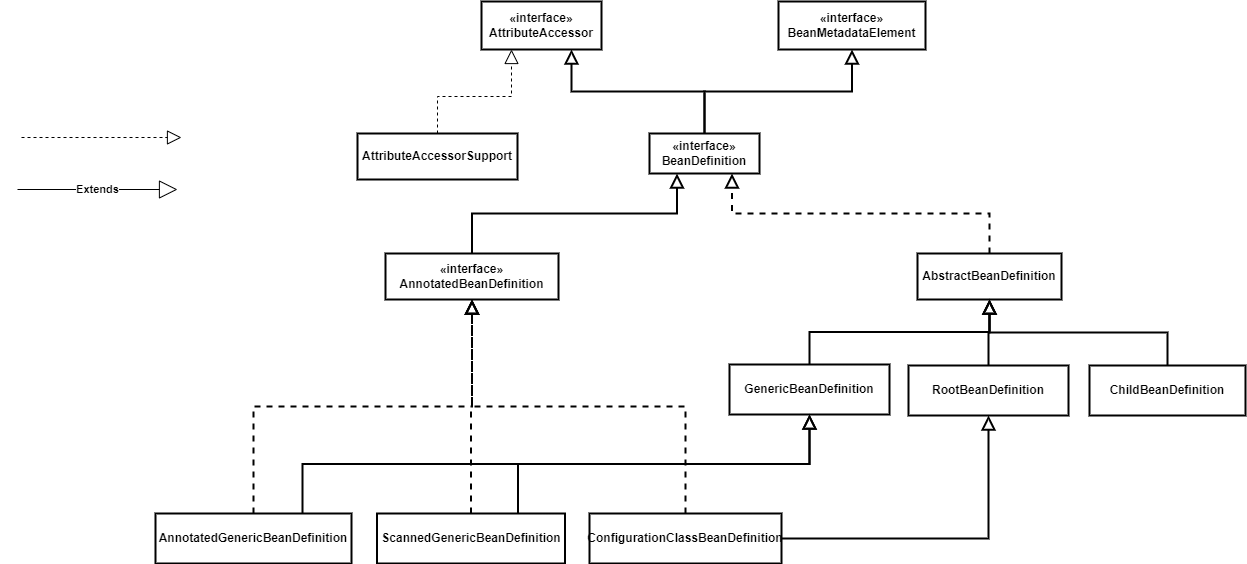 «interface»
AttributeAccessor
«interface»
BeanMetadataElement
AttributeAccessorSupport
«interface»
BeanDefinition
Extends
«interface»
AnnotatedBeanDefinition
AbstractBeanDefinition
GenericBeanDefinition
RootBeanDefinition
ChildBeanDefinition
AnnotatedGenericBeanDefinition
ScannedGenericBeanDefinition
ConfigurationClassBeanDefinition